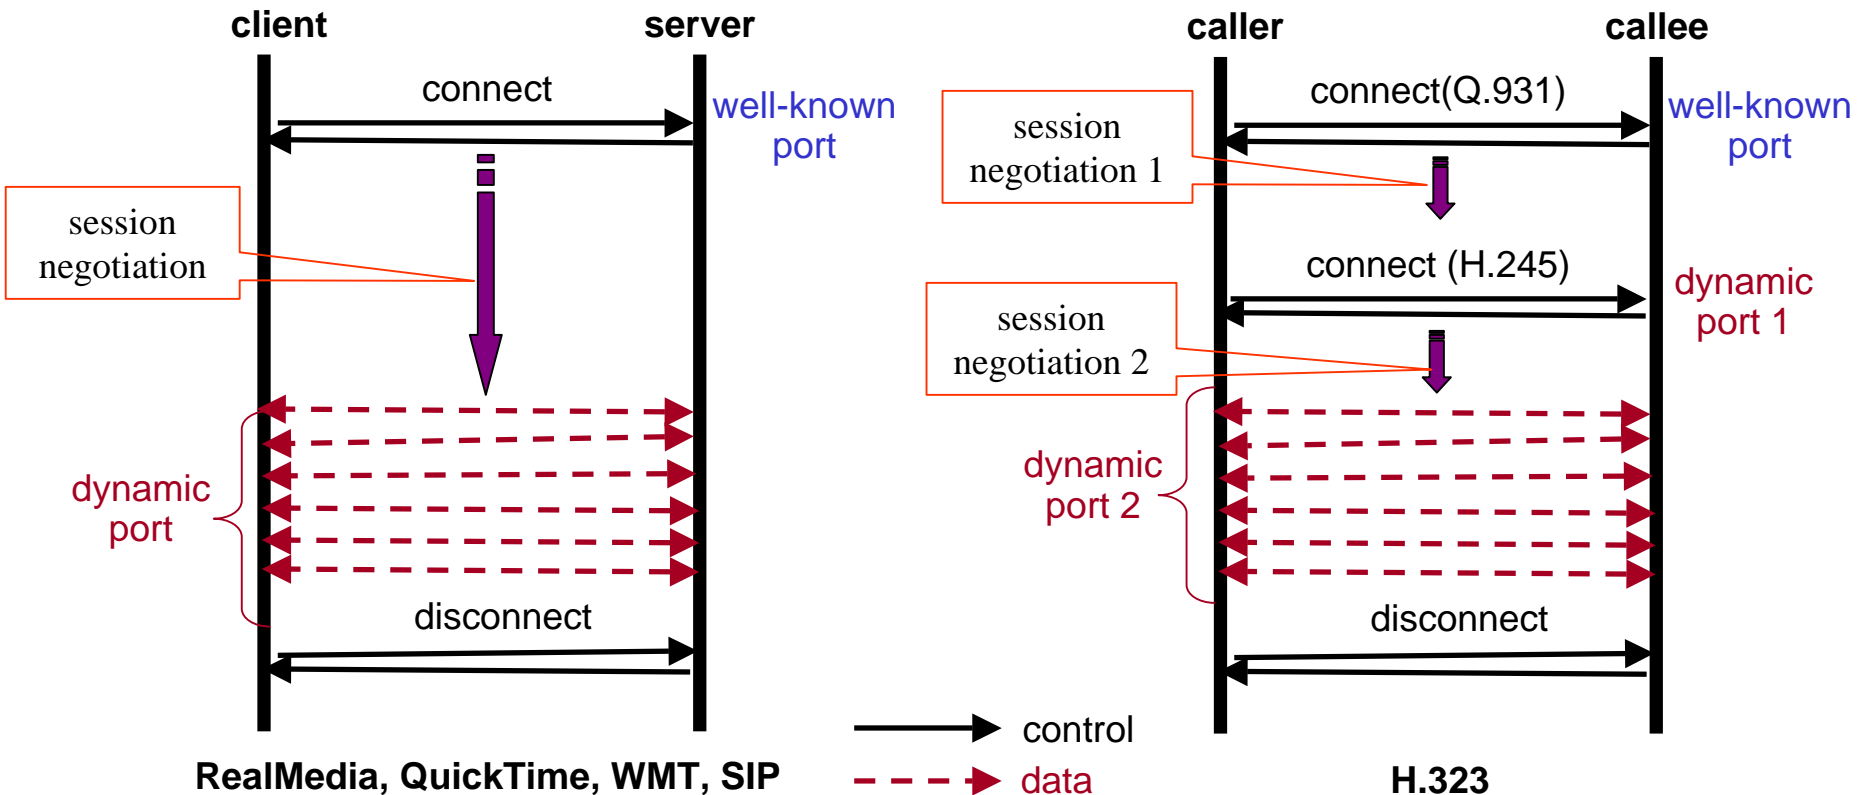 client
server
connect
well-known
port
session
negotiation
dynamic
port
disconnect
RealMedia, QuickTime, WMT, SIP
caller
callee
connect(Q.931)
well-known
port
session
negotiation 1
connect (H.245)
dynamic
port 1
session
negotiation 2
dynamic
port 2
disconnect
H.323
control
data